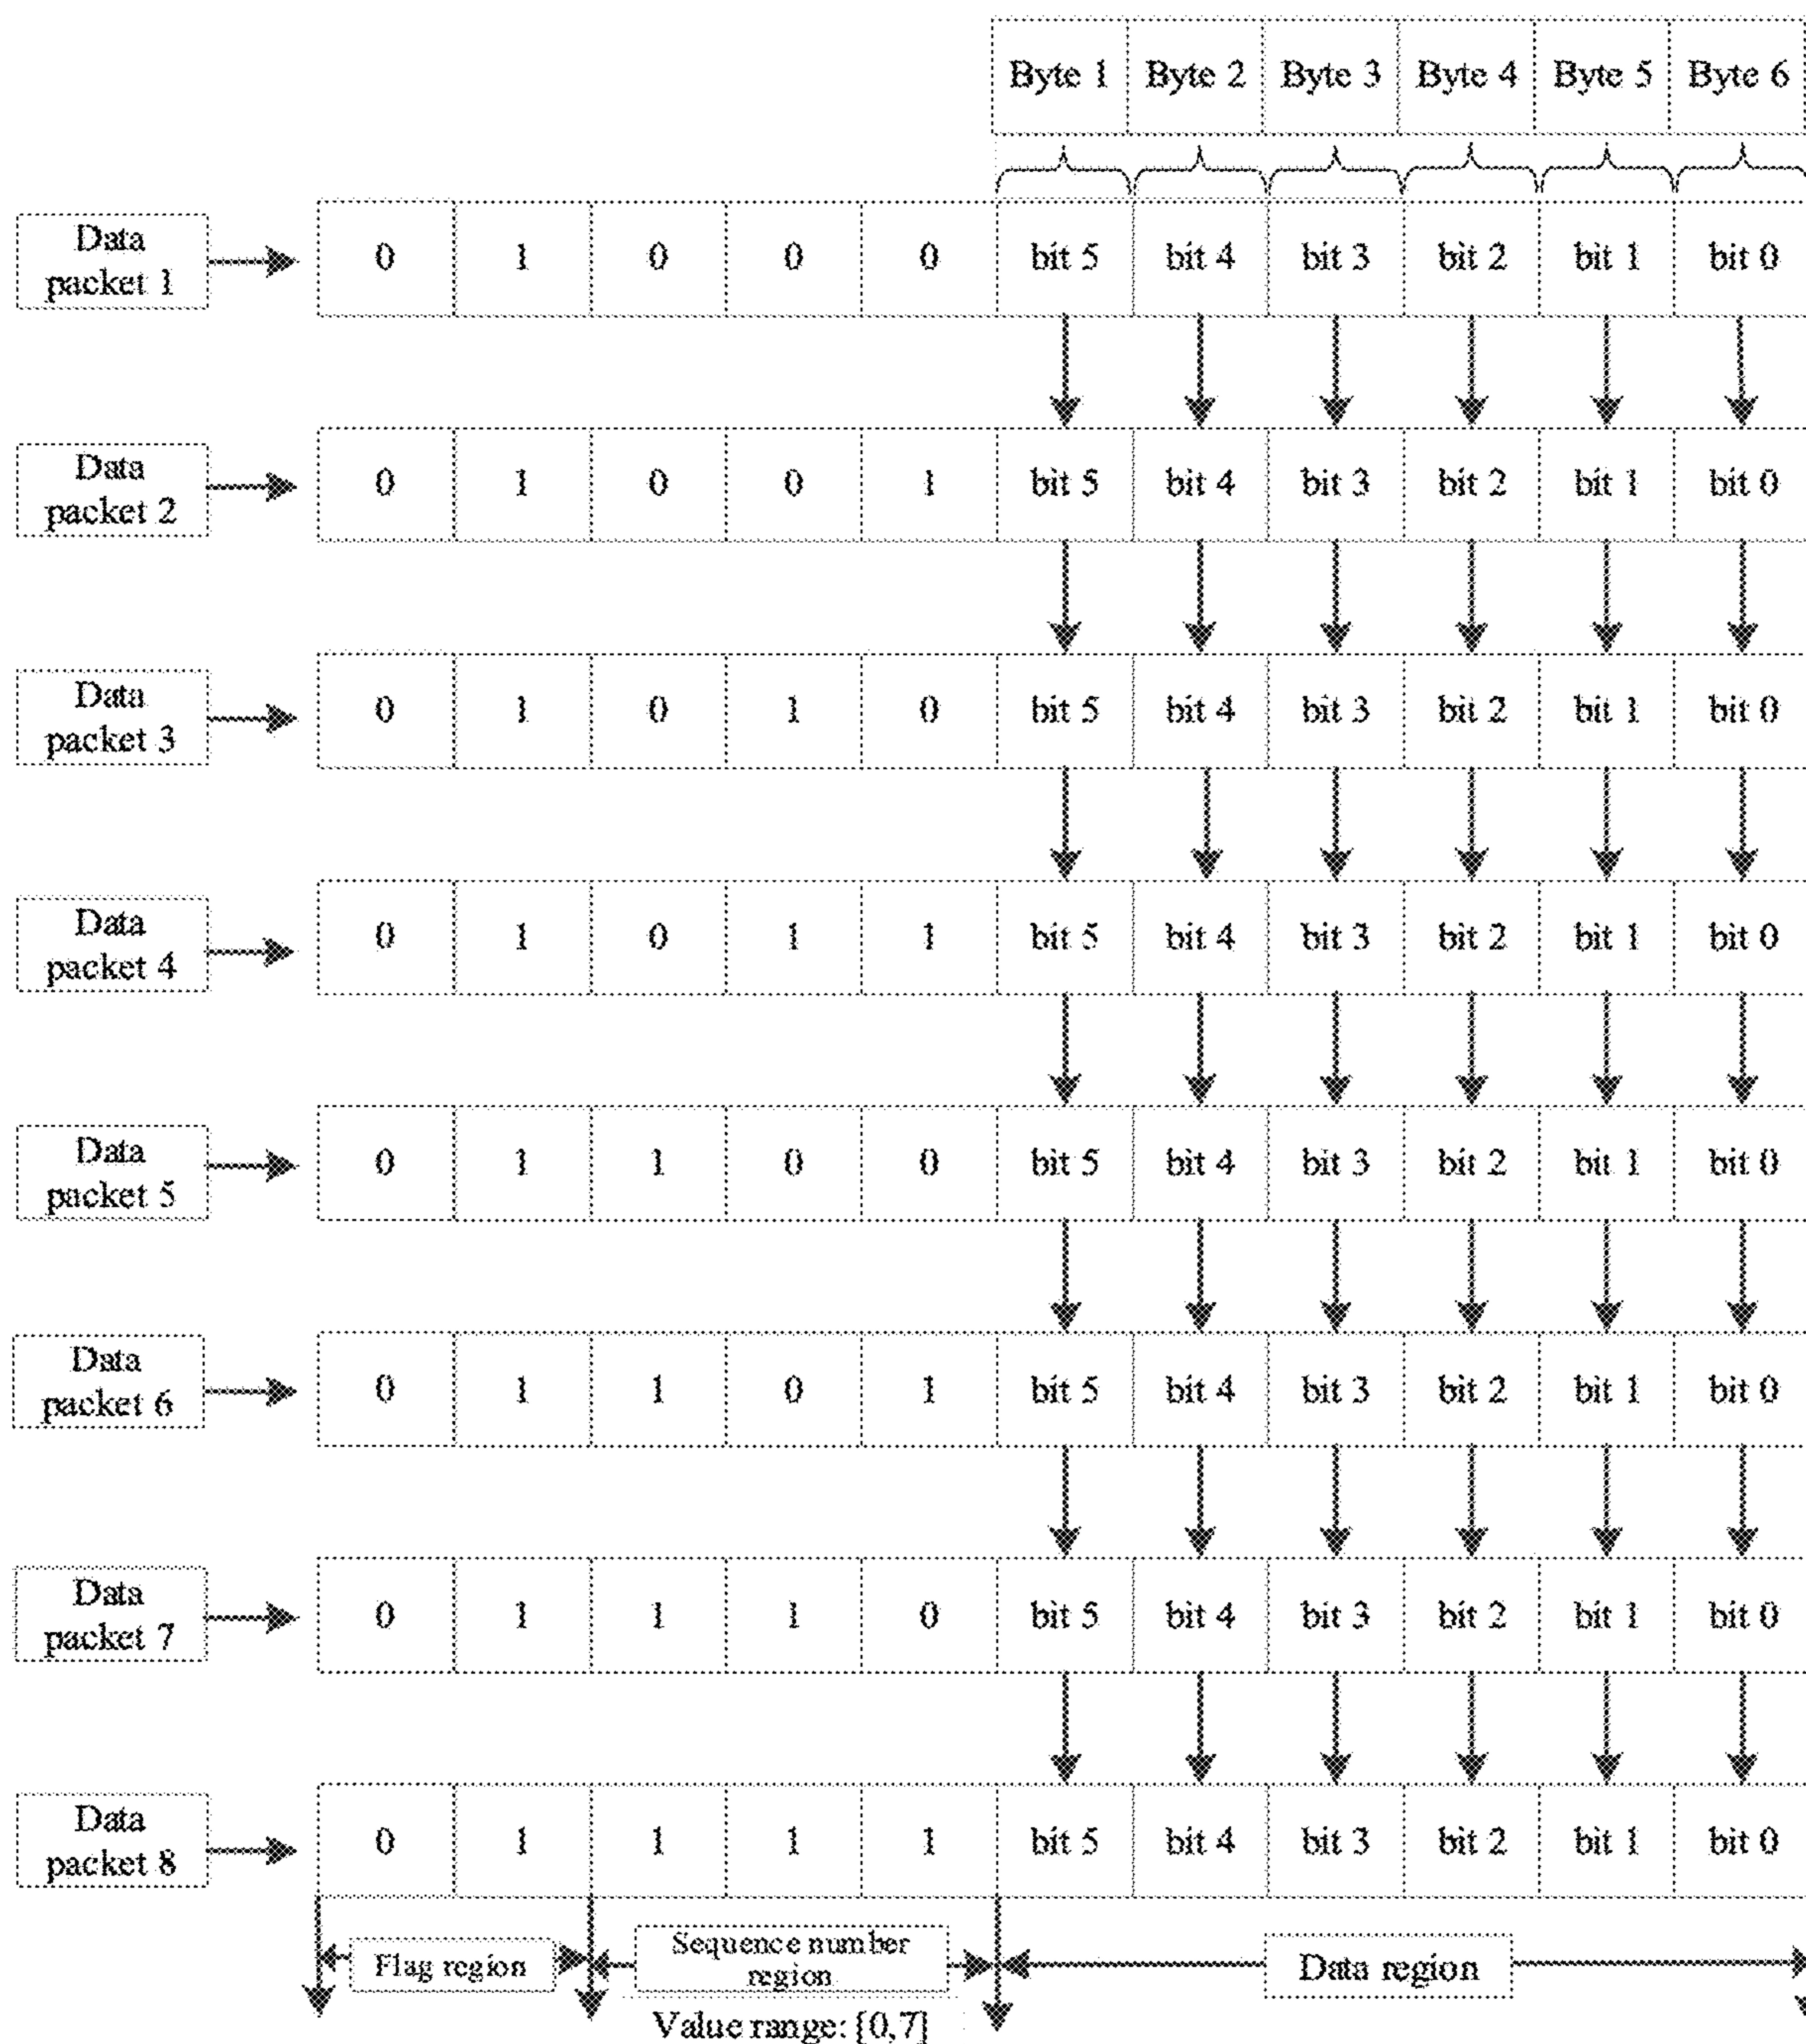 Byte 1 Byte 2 Byte 3 Byte 4 Byte 5 Byte 6
Data
packet 1
0 1 0 0 0 bit 5 bit 4 bit 3 bit 2 bit 1 bit 0
Data
packet 2
0 1 0 0 1 bit 5 bit 4 bit 3 bit 2 bit 1 bit 0
Data
packet 3
0 1 0 1 0 bit 5 bit 4 bit 3 bit 2 bit 1 bit 0
Data
packet 4
0 1 0 1 1 bit 5 bit 4 bit 3 bit 2 bit 1 bit 0
Data
packet 5
0 1 1 0 0 bit 5 bit 4 bit 3 bit 2 bit 1 bit 0
Data
packet 6
0 1 1 0 1 bit 5 bit 4 bit 3 bit 2 bit 1 bit 0
Data
packet 7
0 1 1 1 0 bit 5 bit 4 bit 3 bit 2 bit 1 bit 0
Data
packet 8
0 1 1 1 1 bit 5 bit 4 bit 3 bit 2 bit 1 bit 0
Flag region
Sequence number
region
Data region
Value range: [0,7]